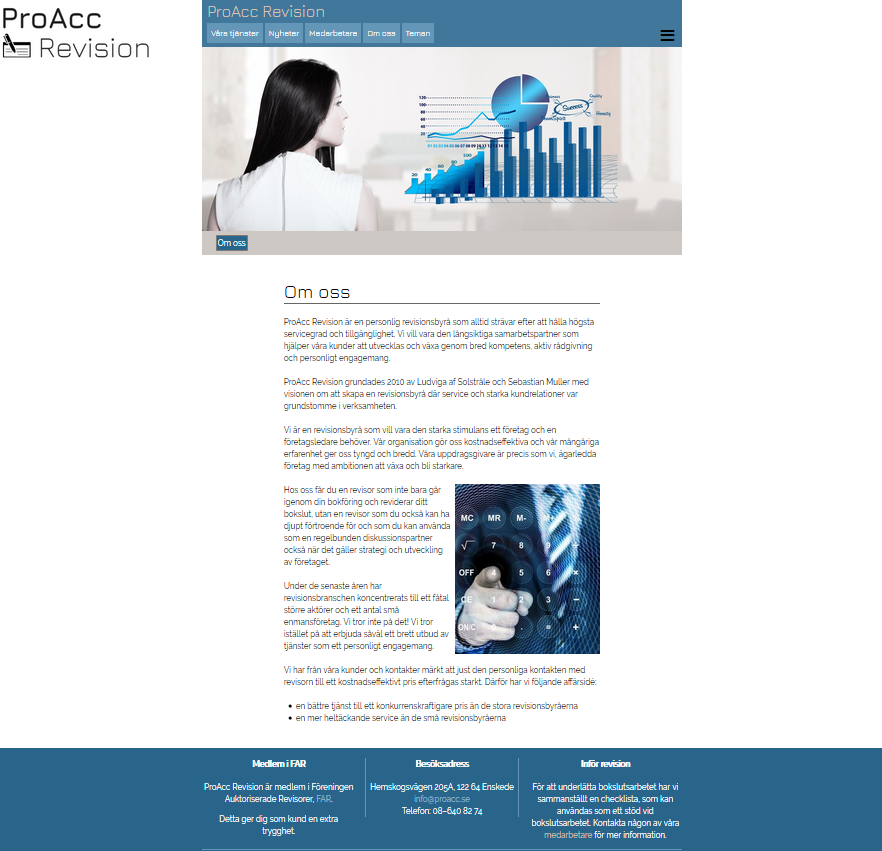 ProAcc
Revision
ProAcc Revision
Våra tjänster Nyheter Medarbetare Om oss Teman
Success
Om oss
Om oss
ProAcc Revision är en personlig revisionsbyrå som alltid strävar efter att hålla högsta
servicegrad och tillgänglighet. Vi vill vara den långsiktiga samarbetspartner som
hjälper våra kunder att utvecklas och växa genom bred kompetens, aktiv rådgivning
och personligt engagemang.
ProAcc Revision grundades 2010 av Ludviga af Solstråle och Sebastian Muller med
visionen om att skapa en revisionsbyrå där service och starka kundrelationer var
grundstomme i verksamheten.
Vi är en revisionsbyrå som vill vara den starka stimulans ett företag och en
företagsledare behöver. Vår organisation gör oss kostnadseffektiva och vår mångåriga
erfarenhet ger oss tyngd och bredd. Våra uppdragsgivare är precis som vi, ägarledda
företag med ambitionen att växa och bli starkare.
Hos oss får du en revisor som inte bara går
igenom din bokföring och reviderar ditt
bokslut, utan en revisor som du också kan ha
djupt förtroende för och som du kan använda
som en regelbunden diskussionspartner
också när det gäller strategi och utveckling
av företaget.
MC MR M-
√ 7 8
OFF 4 5 6 ×
CE 1 2 3 −
ON/C . = +
Under de senaste åren har
revisionsbranschen koncentrerats till ett fåtal
större aktörer och ett antal små
enmansföretag. Vi tror inte på det! Vi tror
istället på att erbjuda såväl ett brett utbud av
tjänster som ett personligt engagemang.
Vi har från våra kunder och kontakter märkt att just den personliga kontakten med
revisorn till ett kostnadseffektivt pris efterfrågas starkt. Därför har vi följande affärsidé:
• en bättre tjänst till ett konkurrenskraftigare pris än de stora revisionsbyråerna
• en mer heltäckande service än de små revisionsbyråerna
Medlem i FAR
ProAcc Revision är medlem i Föreningen
Auktoriserade Revisorer, FAR.
Detta ger dig som kund en extra
trygghet.
Besöksadress
Hemskogsvägen 205A, 122 64 Enskede
info@proacc.se
Telefon: 08–640 82 74
Inför revision
För att underlätta bokslutsarbetet har vi
sammanställt en checklista, som kan
användas som ett stöd vid
bokslutsarbetet. Kontakta någon av våra
medarbetare för mer information.